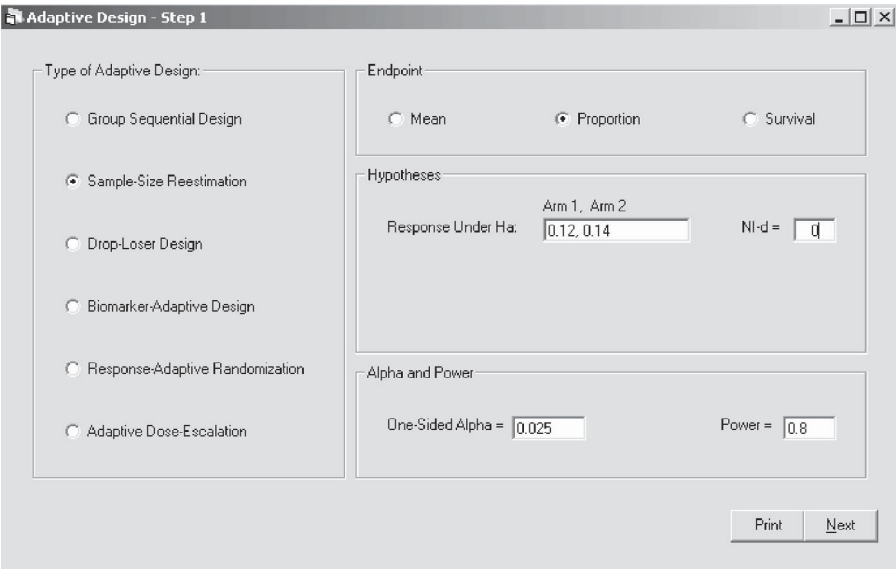 Adaptive Design - Step 1
Type of Adaptive Design:
Group Sequential Design
Sample-Size Reestimation
Drop-Loser Design
Biomarker-Adaptive Design
Response-Adaptive Randomization
Adaptive Dose-Escalation
Endpoint
Mean Proportion Survival
Hypotheses
Arm 1, Arm 2
Response Under Ha: 0.12, 0.14 NI-d = 0
Alpha and Power
One-Sided Alpha = 0.025 Power = 0.8
Print Next